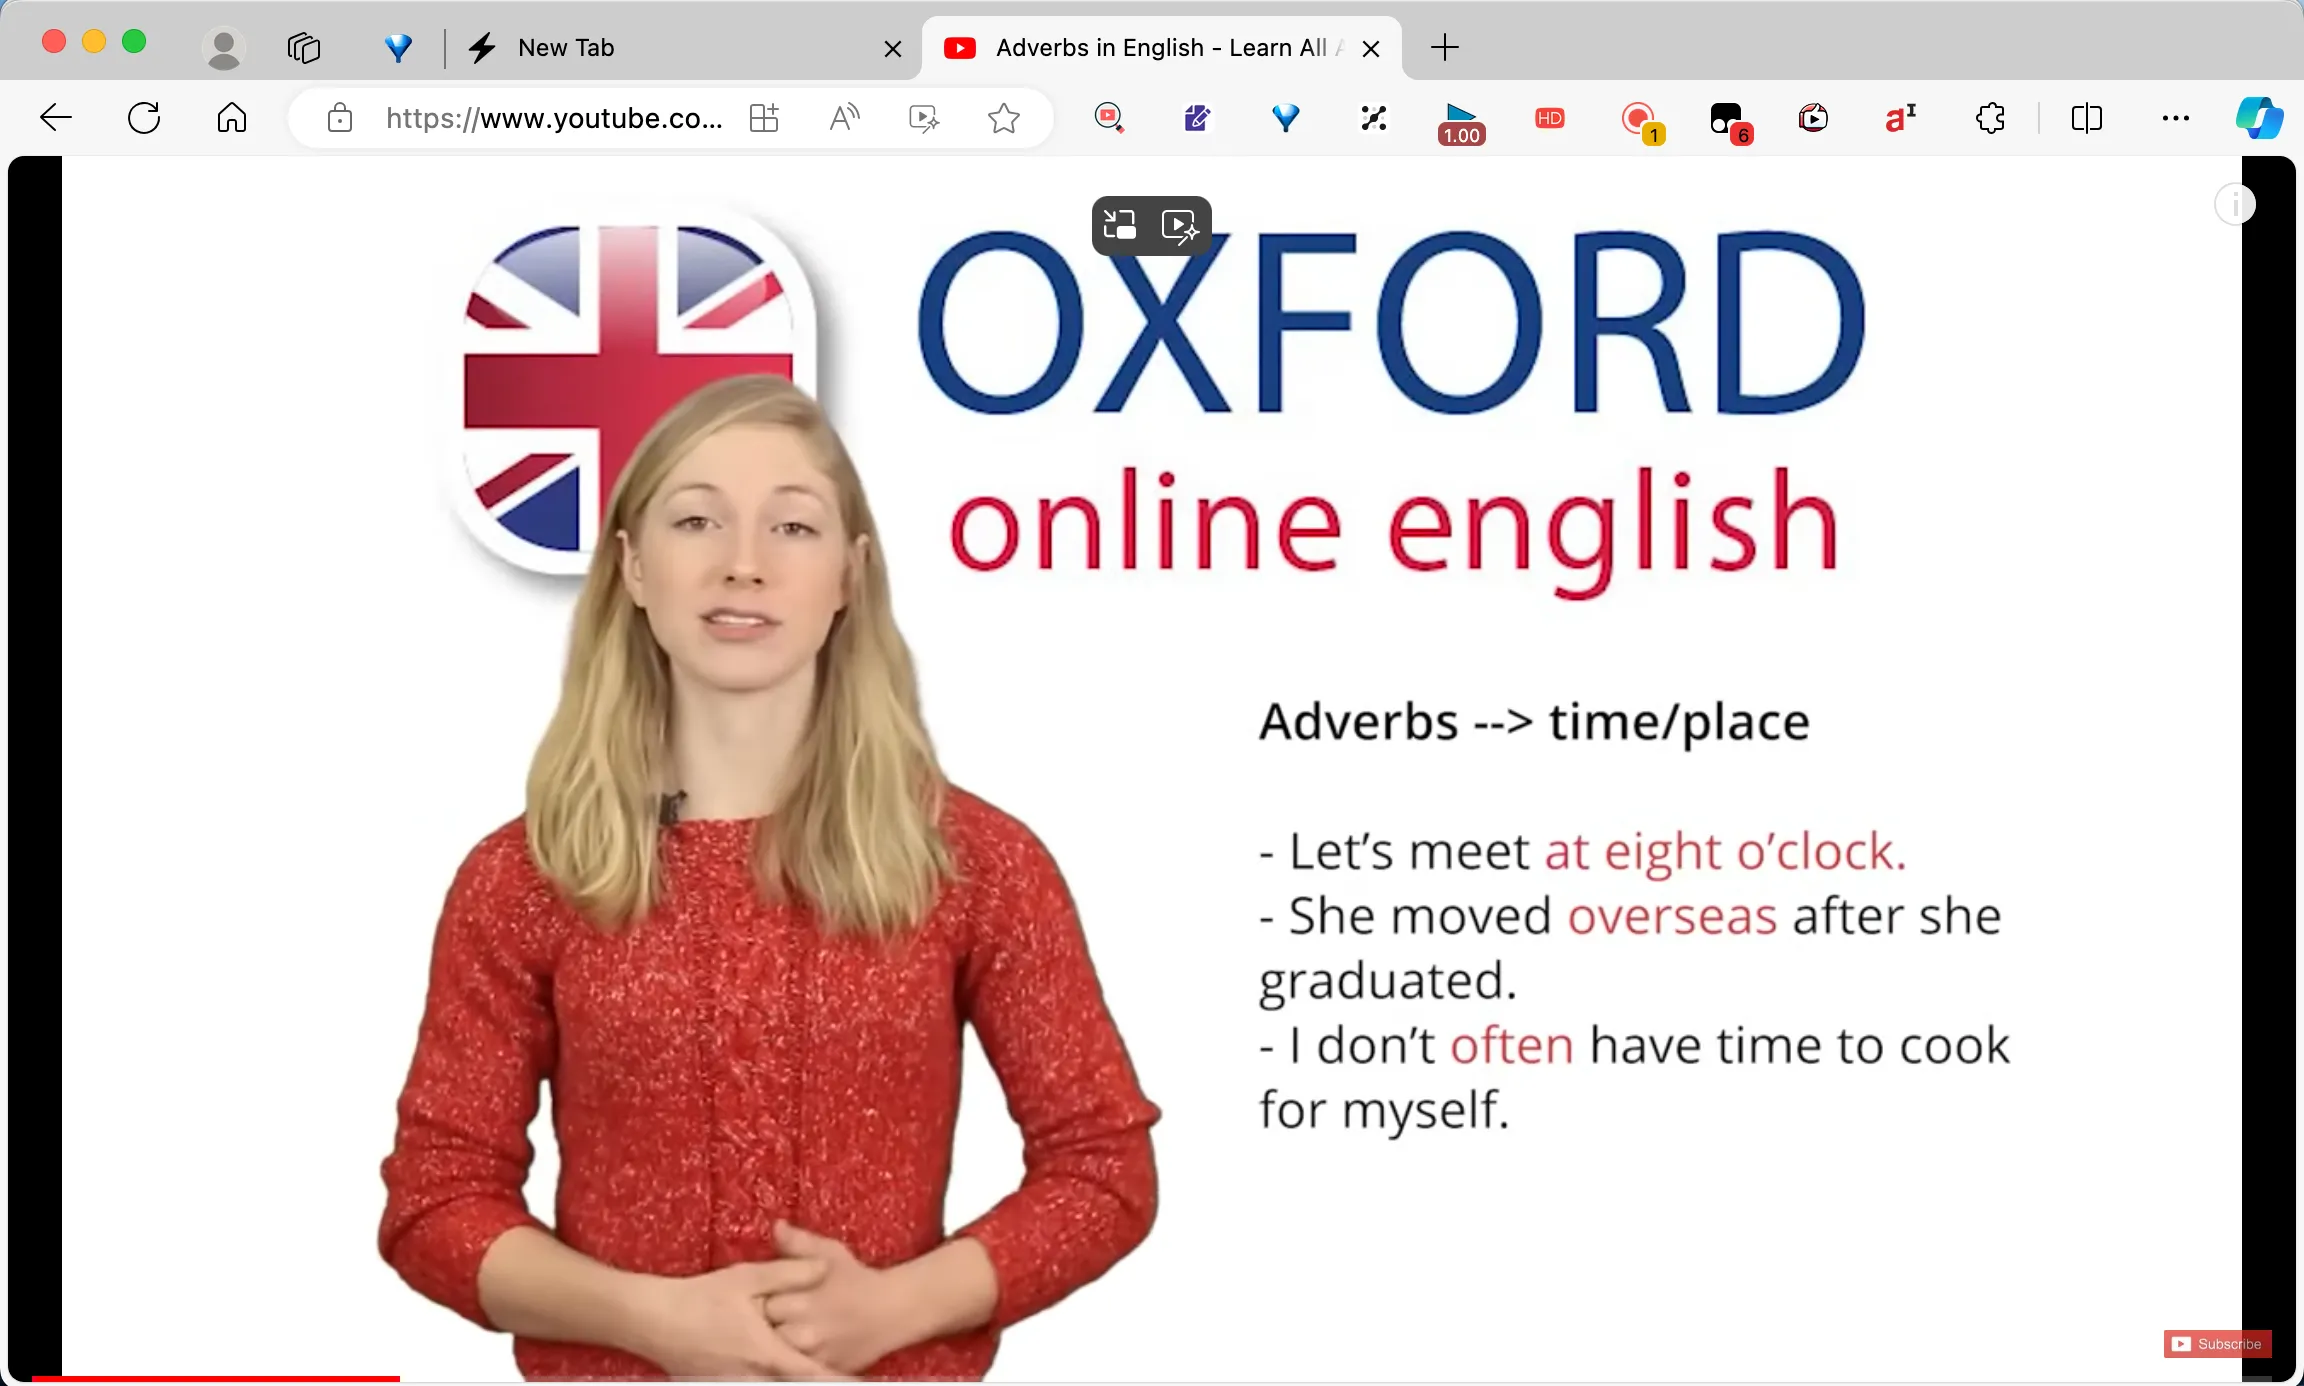 New Tab
Adverbs in English - Learn All
https://www.youtube.co...
A
1.00
HD
1
6
a
OXFORD
online english
Adverbs --> time/place
- Let’s meet at eight o’clock.
- She moved overseas after she
graduated.
- I don’t often have time to cook
for myself.
Subscribe